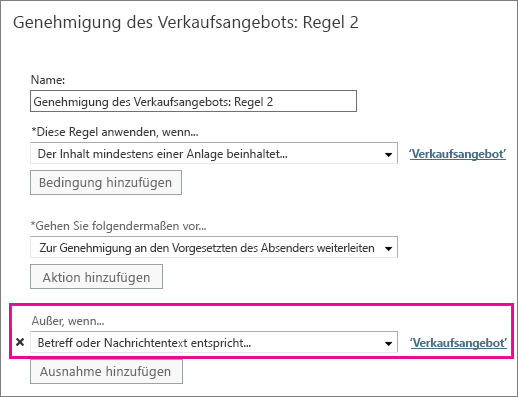 Genehmigung des Verkaufsangebots: Regel 2
Name:
Genehmigung des Verkaufsangebots: Regel 2
*Diese Regel anwenden, wenn...
Der Inhalt mindestens einer Anlage beinhaltet... 'Verkaufsangebot'
Bedingung hinzufügen
*Gehen Sie folgendermaßen vor...
Zur Genehmigung an den Vorgesetzten des Absenders weiterleiten
Aktion hinzufügen
Außer, wenn...
Betreff oder Nachrichtentext entspricht... 'Verkaufsangebot'
Ausnahme hinzufügen